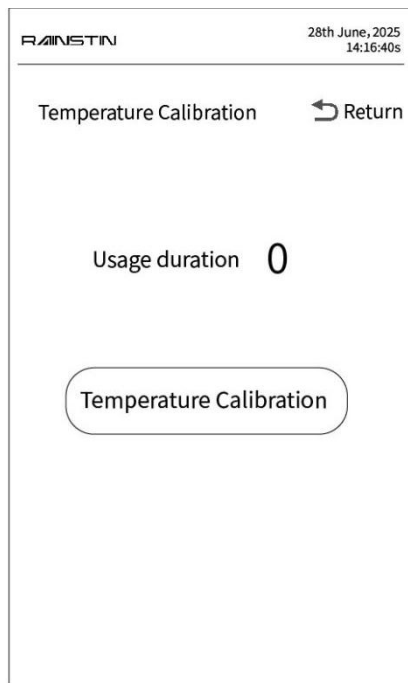 RAINSTIN
28th June, 2025
14:16:40s
Temperature Calibration
Return
Usage duration 0
Temperature Calibration